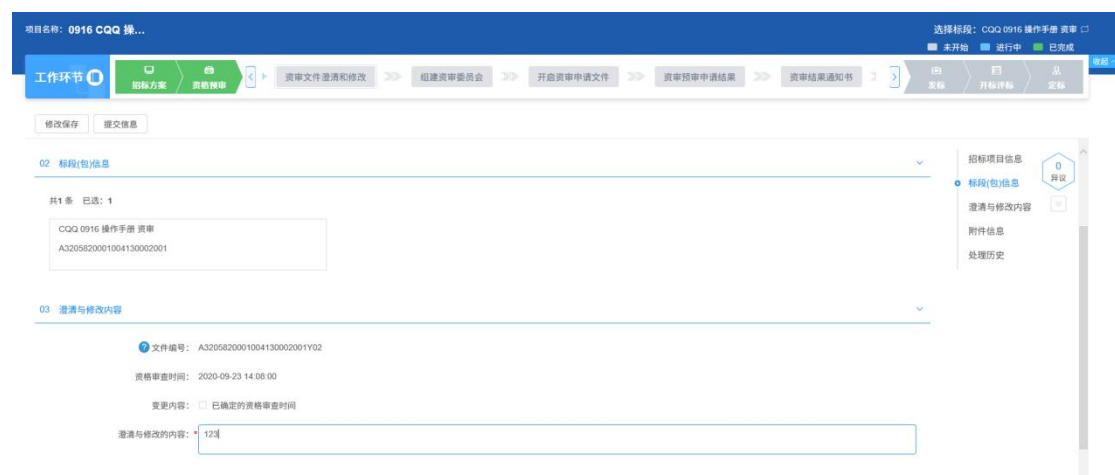 项目名称: 0916 CQQ 操...
选择标段: CQQ 0916 操作手册 资审
未开始 进行中 已完成
收起
工作环节
招标方案
资格预审
资审文件澄清和修改
组建资审委员会
开启资审申请文件
资审预审申请结果
资审结果通知书
发标
开标评标
定标
修改保存
提交信息
02 标段(包)信息
共1 条 已选: 1
CQQ 0916 操作手册 资审
A3205820001004130002001
03 澄清与修改内容
文件编号: A3205820001004130002001Y02
资格审查时间: 2020-09-23 14:08:00
变更内容: 已确定的资格审查时间
澄清与修改的内容: * 123
招标项目信息
标段(包)信息
澄清与修改内容
附件信息
处理历史
0
异议